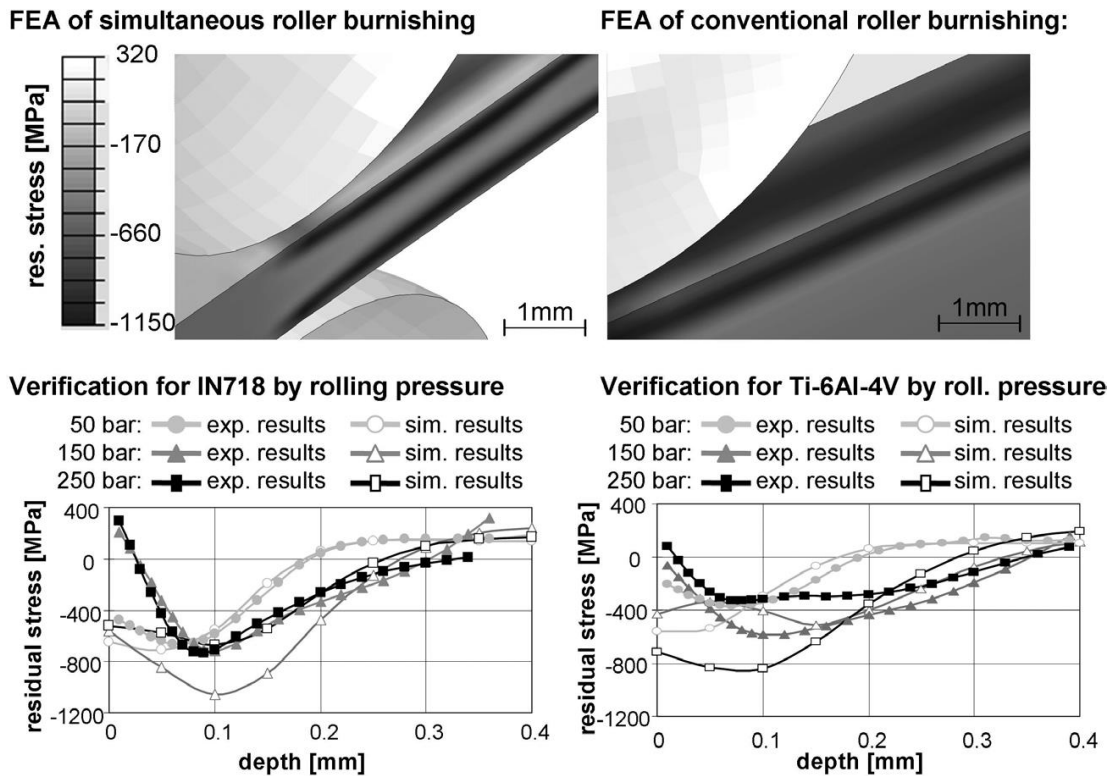 FEA of simultaneous roller burnishing
320
-170
-660
-1150
res. stress [MPa]
1mm
FEA of conventional roller burnishing:
1mm
Verification for IN718 by rolling pressure
50 bar: exp. results sim. results
150 bar: exp. results sim. results
250 bar: exp. results sim. results
400
0
-400
-800
-1200
residual stress [MPa]
0 0.1 0.2 0.3 0.4
depth [mm]
Verification for Ti-6Al-4V by roll. pressure
50 bar: exp. results sim. results
150 bar: exp. results sim. results
250 bar: exp. results sim. results
400
0
-400
-800
-1200
residual stress [MPa]
0 0.1 0.2 0.3 0.4
depth [mm]